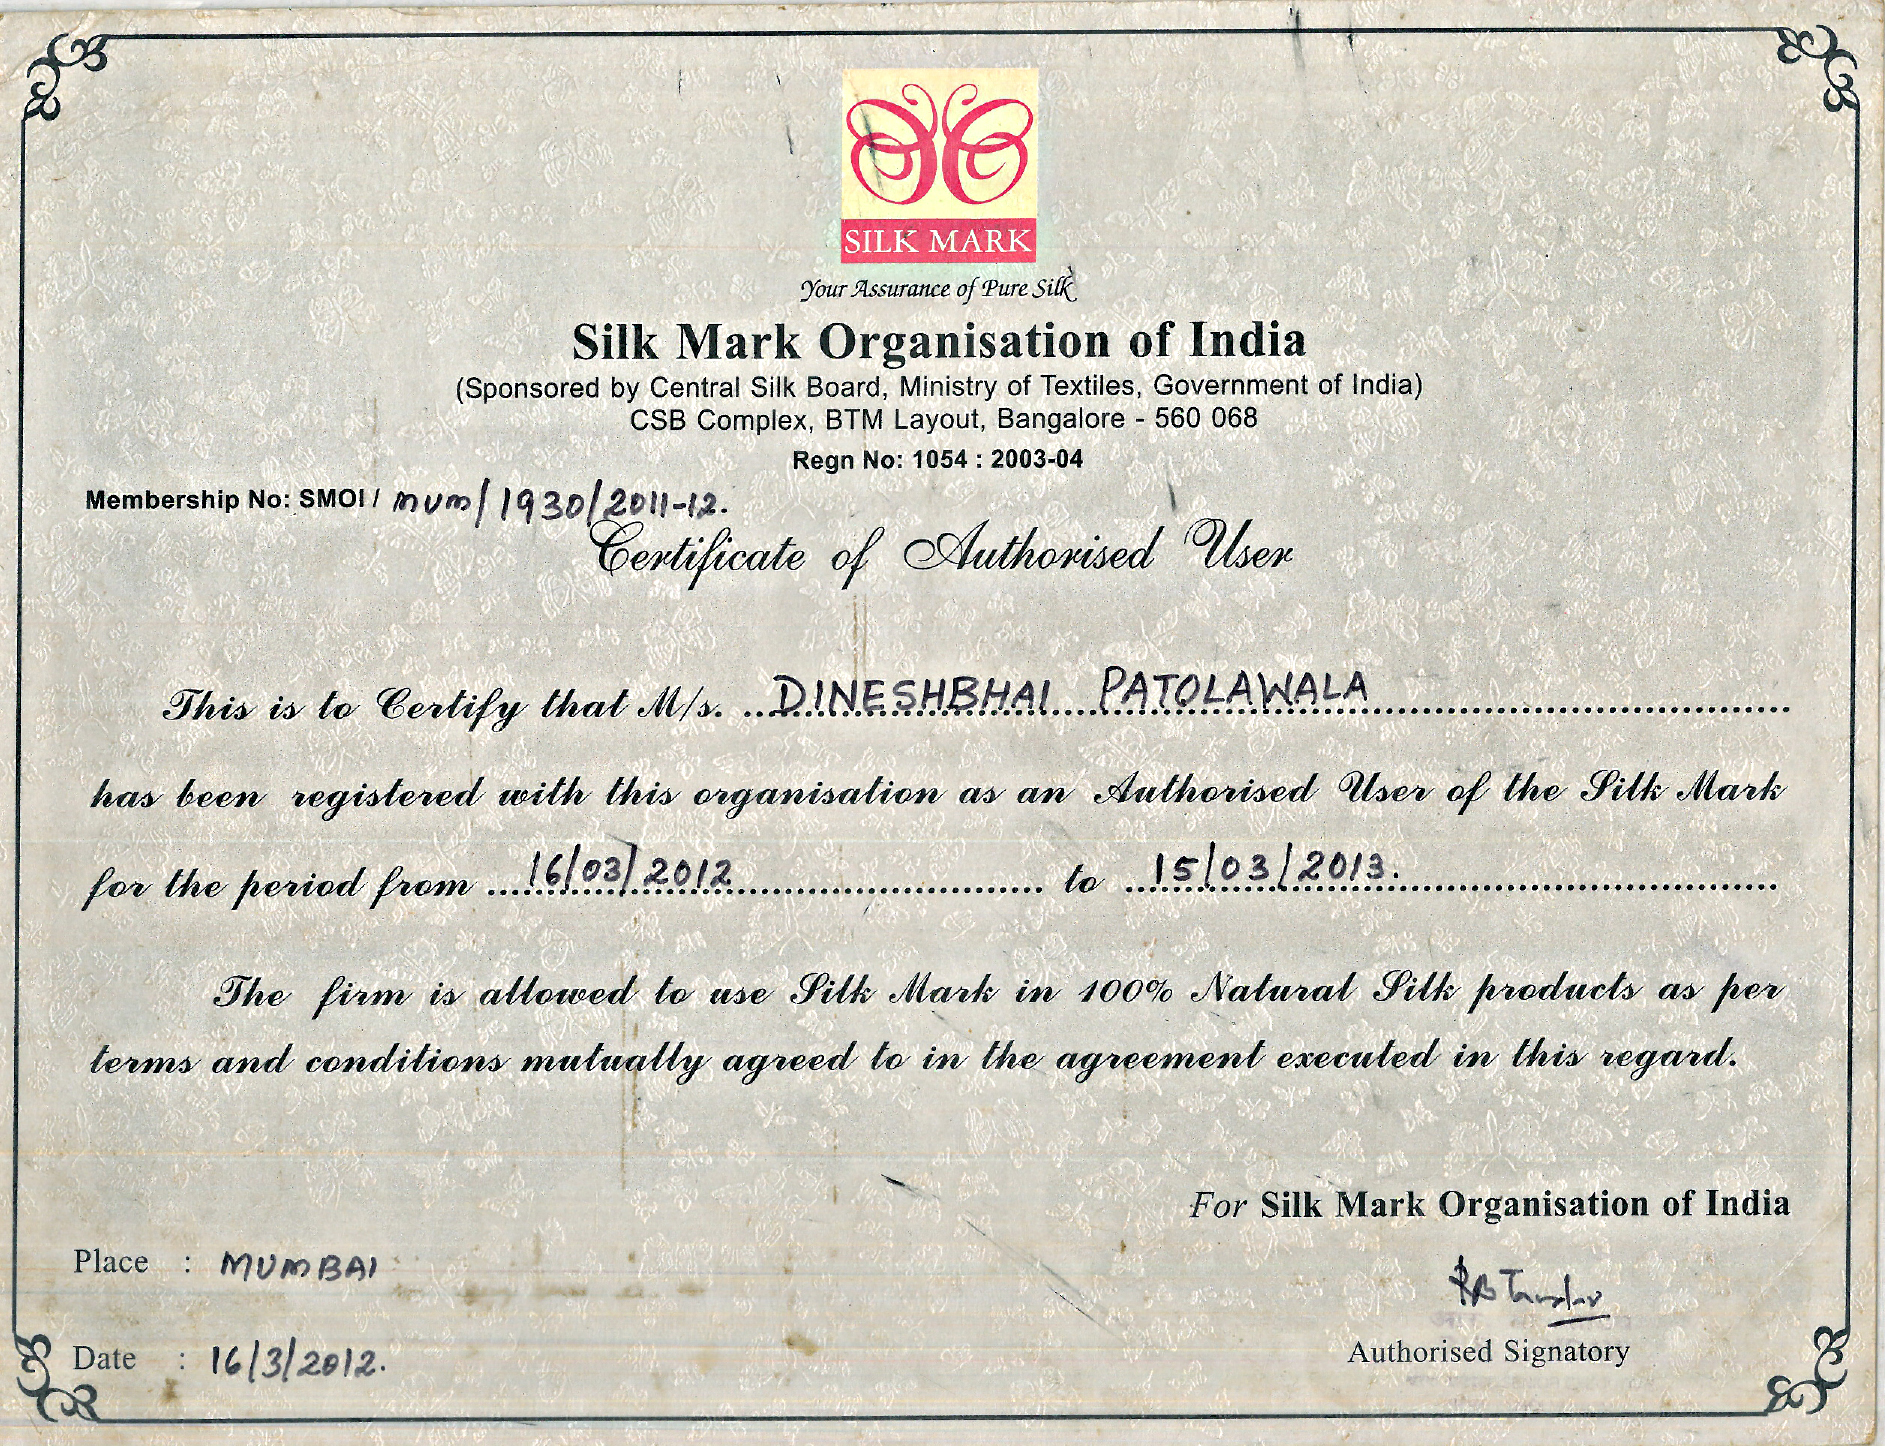 SILK MARK
Your Assurance of Pure Silk
Silk Mark Organisation of India
(Sponsored by Central Silk Board, Ministry of Textiles, Government of India)
CSB Complex, BTM Layout, Bangalore - 560 068
Regn No: 1054 : 2003-04
Membership No: SMOI / MUM/1930/2011-12.
Certificate of Authorised User
This is to Certify that M/s. DINESHBHAI PATOLAWALA
has been registered with this organisation as an Authorised User of the Silk Mark
for the period from 16/03/2012 to 15/03/2013.
The firm is allowed to use Silk Mark in 100% Natural Silk products as per
terms and conditions mutually agreed to in the agreement executed in this regard.
For Silk Mark Organisation of India
Place : MUMBAI
Date : 16/3/2012.
Authorised Signatory